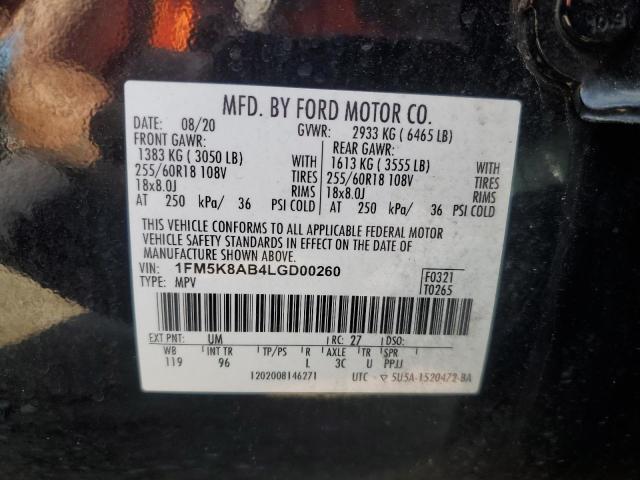 MFD. BY FORD MOTOR CO.
DATE: 08/20 GVWR: 2933 KG ( 6465 LB)
FRONT GAWR: REAR GAWR:
1383 KG ( 3050 LB) WITH 1613 KG ( 3555 LB) WITH
255/60R18 108V TIRES 255/60R18 108V TIRES
18x8.0J RIMS 18x8.0J RIMS
AT 250 kPa/ 36 PSI COLD AT 250 kPa/ 36 PSI COLD
THIS VEHICLE CONFORMS TO ALL APPLICABLE FEDERAL MOTOR
VEHICLE SAFETY STANDARDS IN EFFECT ON THE DATE OF
MANUFACTURE SHOWN ABOVE.
VIN: 1FM5K8AB4LGD00260 F0321
TYPE: MPV T0265
EXT PNT: UM RC: 27 DSO:
WB INT TR TP/PS R AXLE TR SPR
119 96 L 3C U PPJJ
1202008146271 UTC